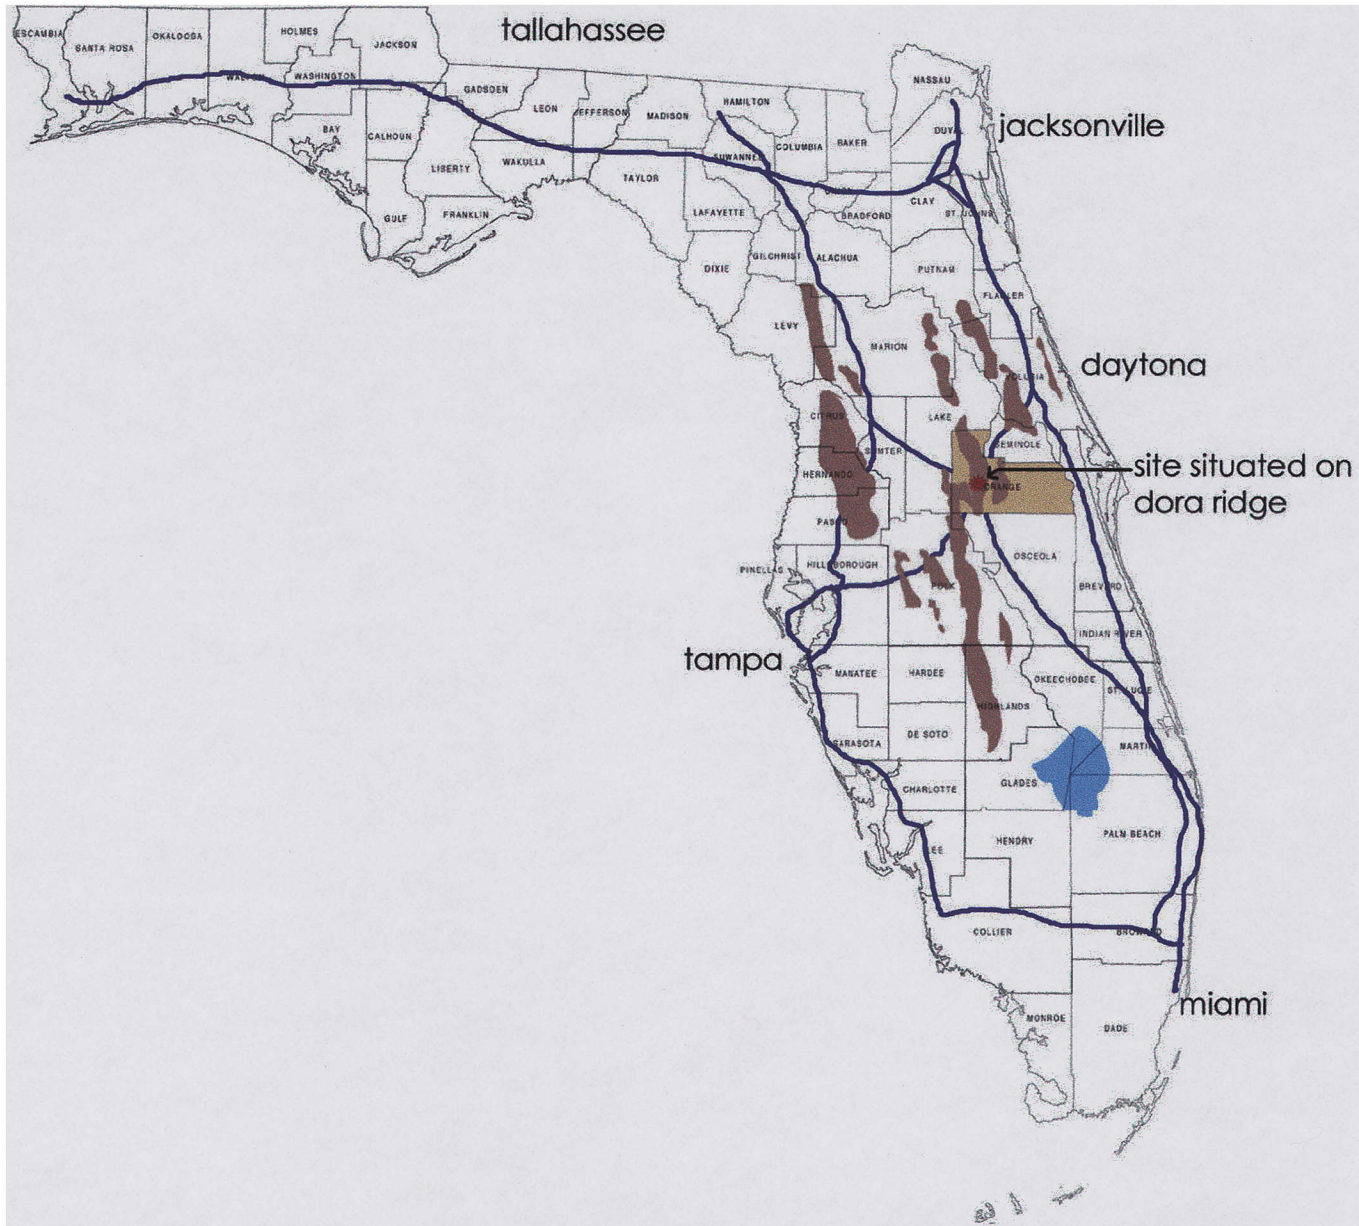 tallahassee
ESCAMBIA
SANTA ROSA
OKALOOSA
WALTON
HOLMES
WASHINGTON
JACKSON
BAY
CALHOUN
GULF
GADSDEN
LIBERTY
FRANKLIN
LEON
WAKULLA
JEFFERSON
MADISON
TAYLOR
HAMILTON
SUWANNEE
LAFAYETTE
DIXIE
COLUMBIA
BAKER
NASSAU
DUVAL
jacksonville
CLAY
ST. JOHNS
BRADFORD
GILCHRIST
ALACHUA
PUTNAM
FLAGLER
LEVY
MARION
VOLUSIA
daytona
CITRUS
LAKE
SUMTER
SEMINOLE
HERNANDO
ORANGE
site situated on
dora ridge
PASCO
OSCEOLA
PINELLAS
HILLSBOROUGH
POLK
BREVARD
INDIAN RIVER
tampa
MANATEE
HARDEE
OKEECHOBEE
ST. LUCIE
HIGHLANDS
SARASOTA
DE SOTO
MARTIN
CHARLOTTE
GLADES
LEE
HENDRY
PALM BEACH
COLLIER
BROWARD
miami
MONROE
DADE